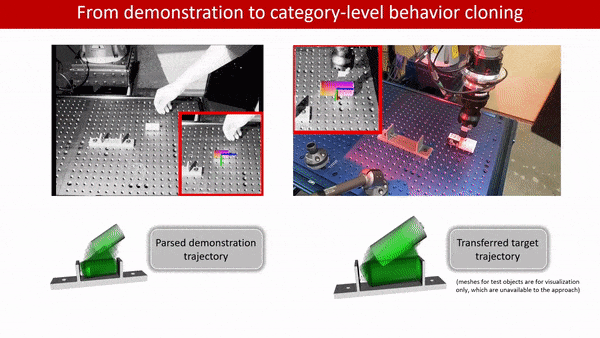 From demonstration to category-level behavior cloning
Parsed demonstration
trajectory
Transferred target
trajectory
(meshes for test objects are for visualization
only, which are unavailable to the approach)